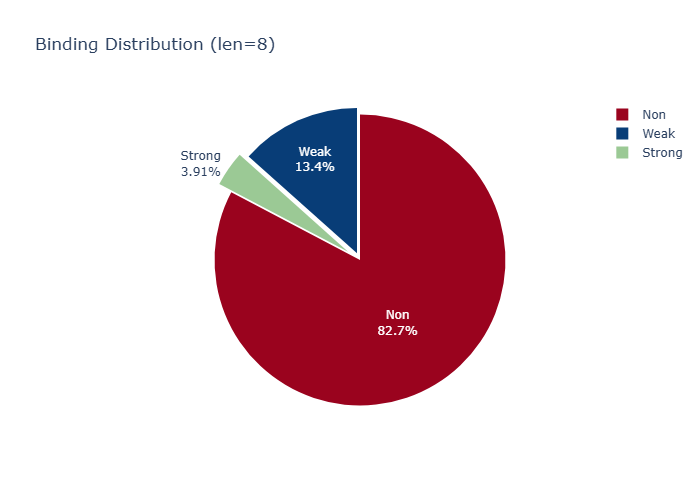 Binding Distribution (len=8)
Non
Weak
Strong
Strong
3.91%
Weak
13.4%
Non
82.7%